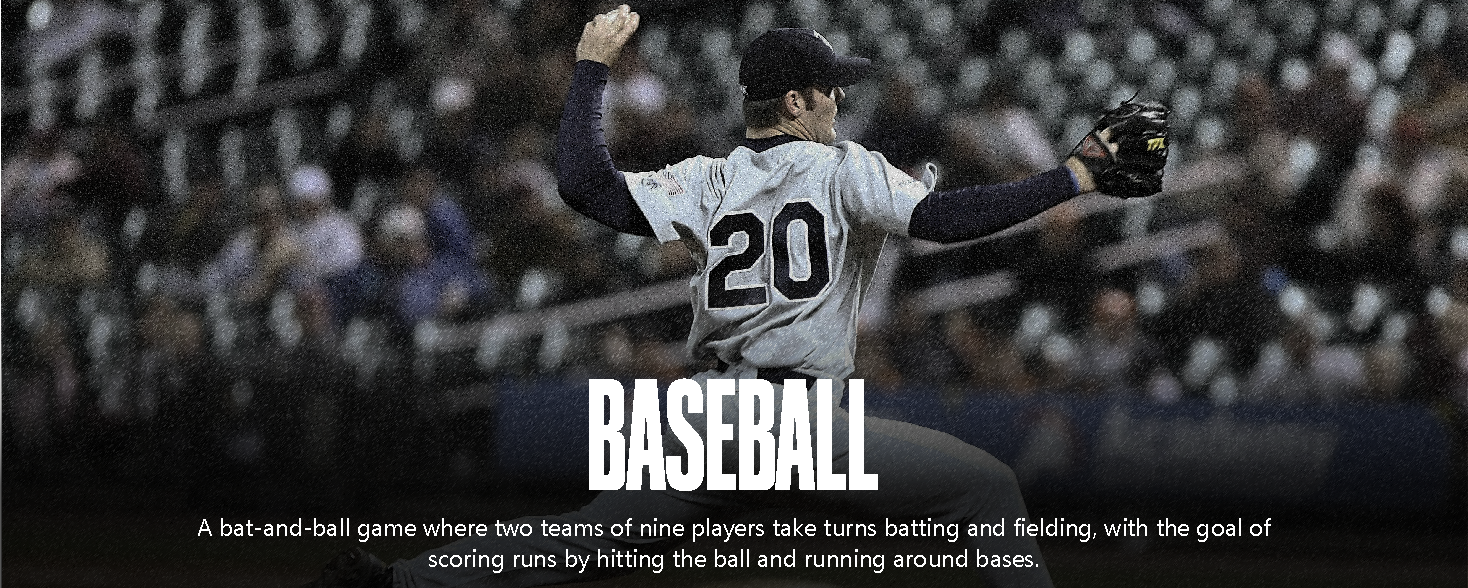 20
BASEBALL
A bat-and-ball game where two teams of nine players take turns batting and fielding, with the goal of
scoring runs by hitting the ball and running around bases.